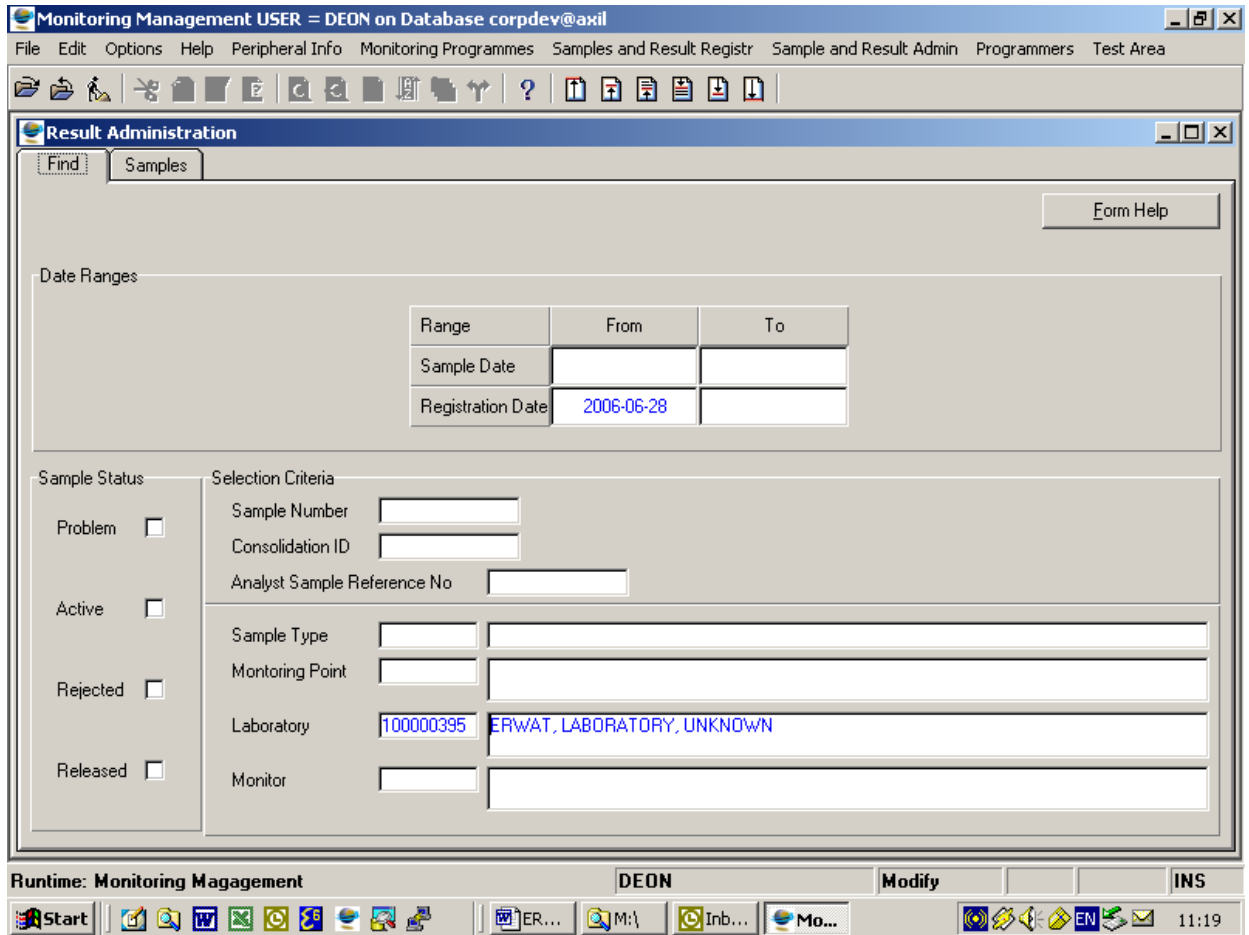 Monitoring Management USER = DEON on Database corpdev@axil
File Edit Options Help Peripheral Info Monitoring Programmes Samples and Result Registr Sample and Result Admin Programmers Test Area
Result Administration
Find Samples
Form Help
Date Ranges
Range From To
Sample Date
Registration Date 2006-06-28
Sample Status
Problem
Active
Rejected
Released
Selection Criteria
Sample Number
Consolidation ID
Analyst Sample Reference No
Sample Type
Montoring Point
Laboratory 100000395 ERWAT, LABORATORY, UNKNOWN
Monitor
Runtime: Monitoring Magagement DEON Modify INS
Start ER... M:\ Inb... Mo... EN 11:19